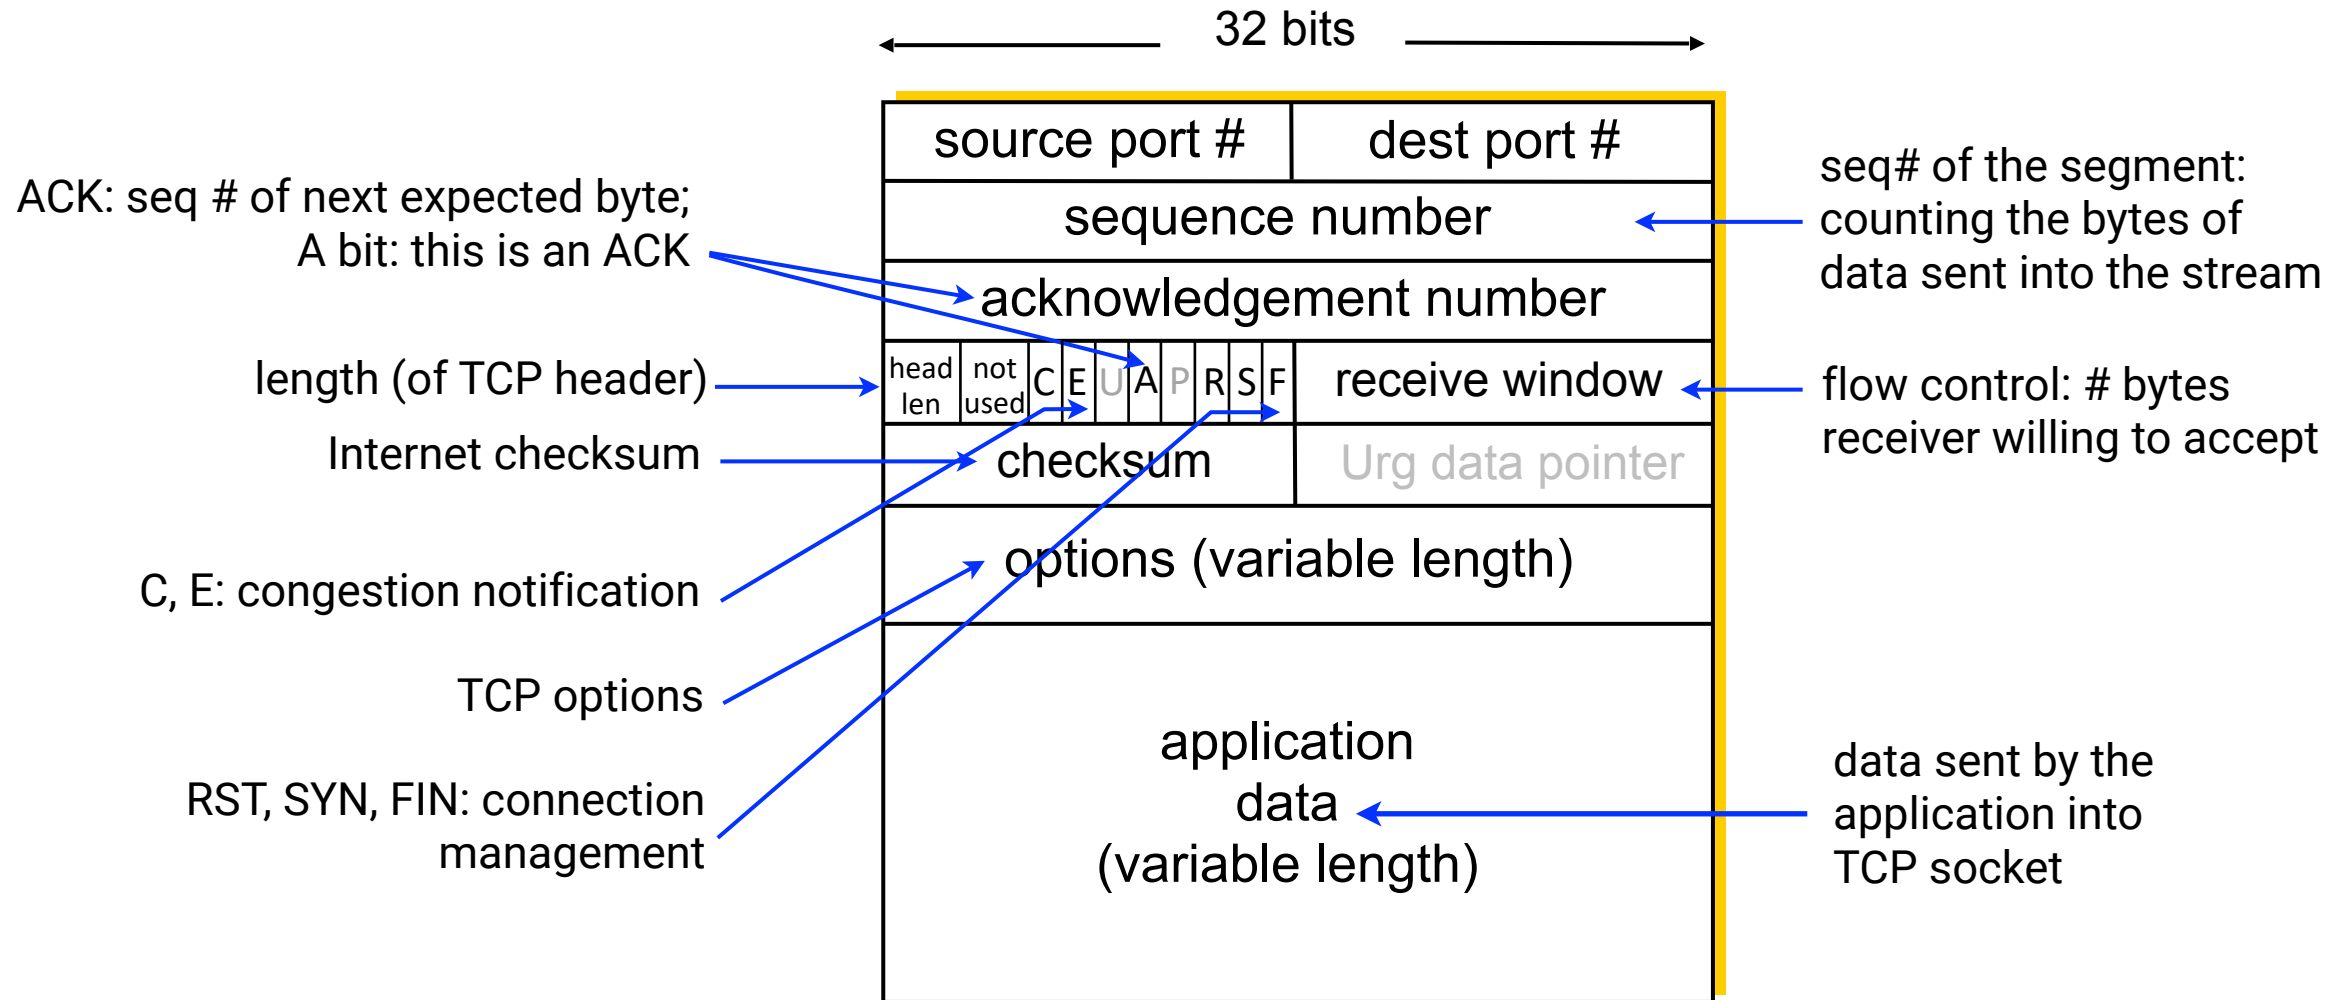 32 bits
source port #
dest port #
ACK: seq # of next expected byte;
A bit: this is an ACK
sequence number
seq# of the segment:
counting the bytes of
data sent into the stream
acknowledgement number
length (of TCP header)
head
len
not
used
C
E
U
A
P
R
S
F
receive window
flow control: # bytes
receiver willing to accept
Internet checksum
checksum
Urg data pointer
C, E: congestion notification
options (variable length)
TCP options
RST, SYN, FIN: connection
management
application
data
(variable length)
data sent by the
application into
TCP socket